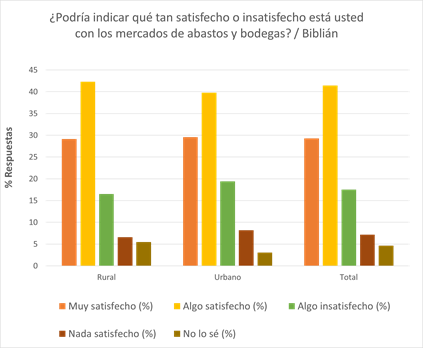 ¿Podría indicar qué tan satisfecho o insatisfecho está usted
con los mercados de abastos y bodegas? / Biblián
45
40
35
30
25
20
15
10
5
0
% Respuestas
Rural Urbano Total
Muy satisfecho (%) Algo satisfecho (%) Algo insatisfecho (%)
Nada satisfecho (%) No lo sé (%)